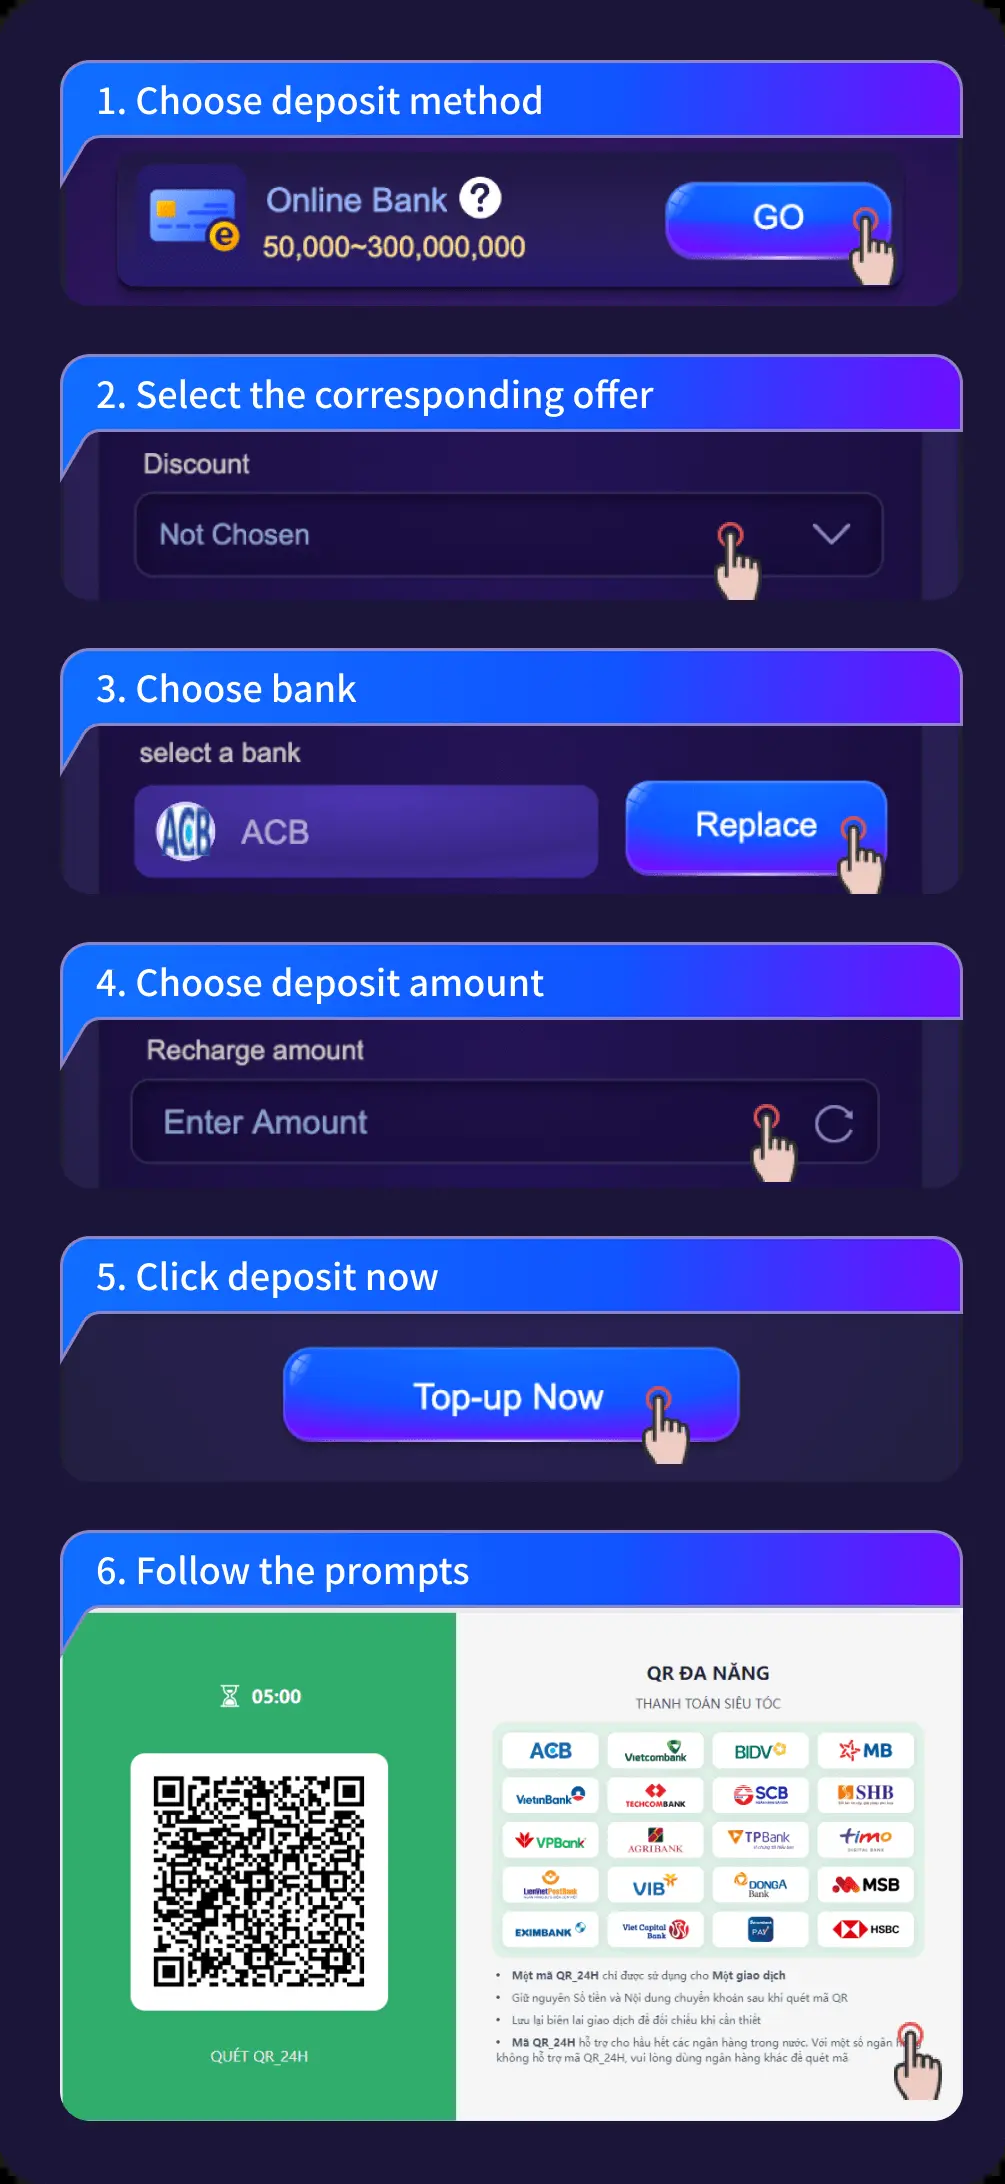 1. Choose deposit method
Online Bank ?
50,000~300,000,000
GO
2. Select the corresponding offer
Discount
Not Chosen
3. Choose bank
select a bank
ACB ACB
Replace
4. Choose deposit amount
Recharge amount
Enter Amount
5. Click deposit now
Top-up Now
6. Follow the prompts
05:00
QUÉT QR_24H
QR ĐA NĂNG
THANH TOÁN SIÊU TÓC
ACB Vietcombank BIDV MB
VietinBank TECHCOMBANK SCB SHB
VPBank AGRIBANK TPBank timo
DIGITAL BANK
LienVietPostBank VIB DONGA Bank MSB
EXIMBANK Viet Capital Bank PAY HSBC
• Một mã QR_24H chỉ được sử dụng cho Một giao dịch
• Giữ nguyên Số tiền và Nội dung chuyển khoản sau khi quét mã QR
• Lưu lại biên lai giao dịch để đối chiếu khi cần thiết
• Mã QR_24H hỗ trợ cho hầu hết các ngân hàng trong nước. Với một số ngân hàng
không hỗ trợ mã QR_24H, vui lòng dùng ngân hàng khác để quét mã